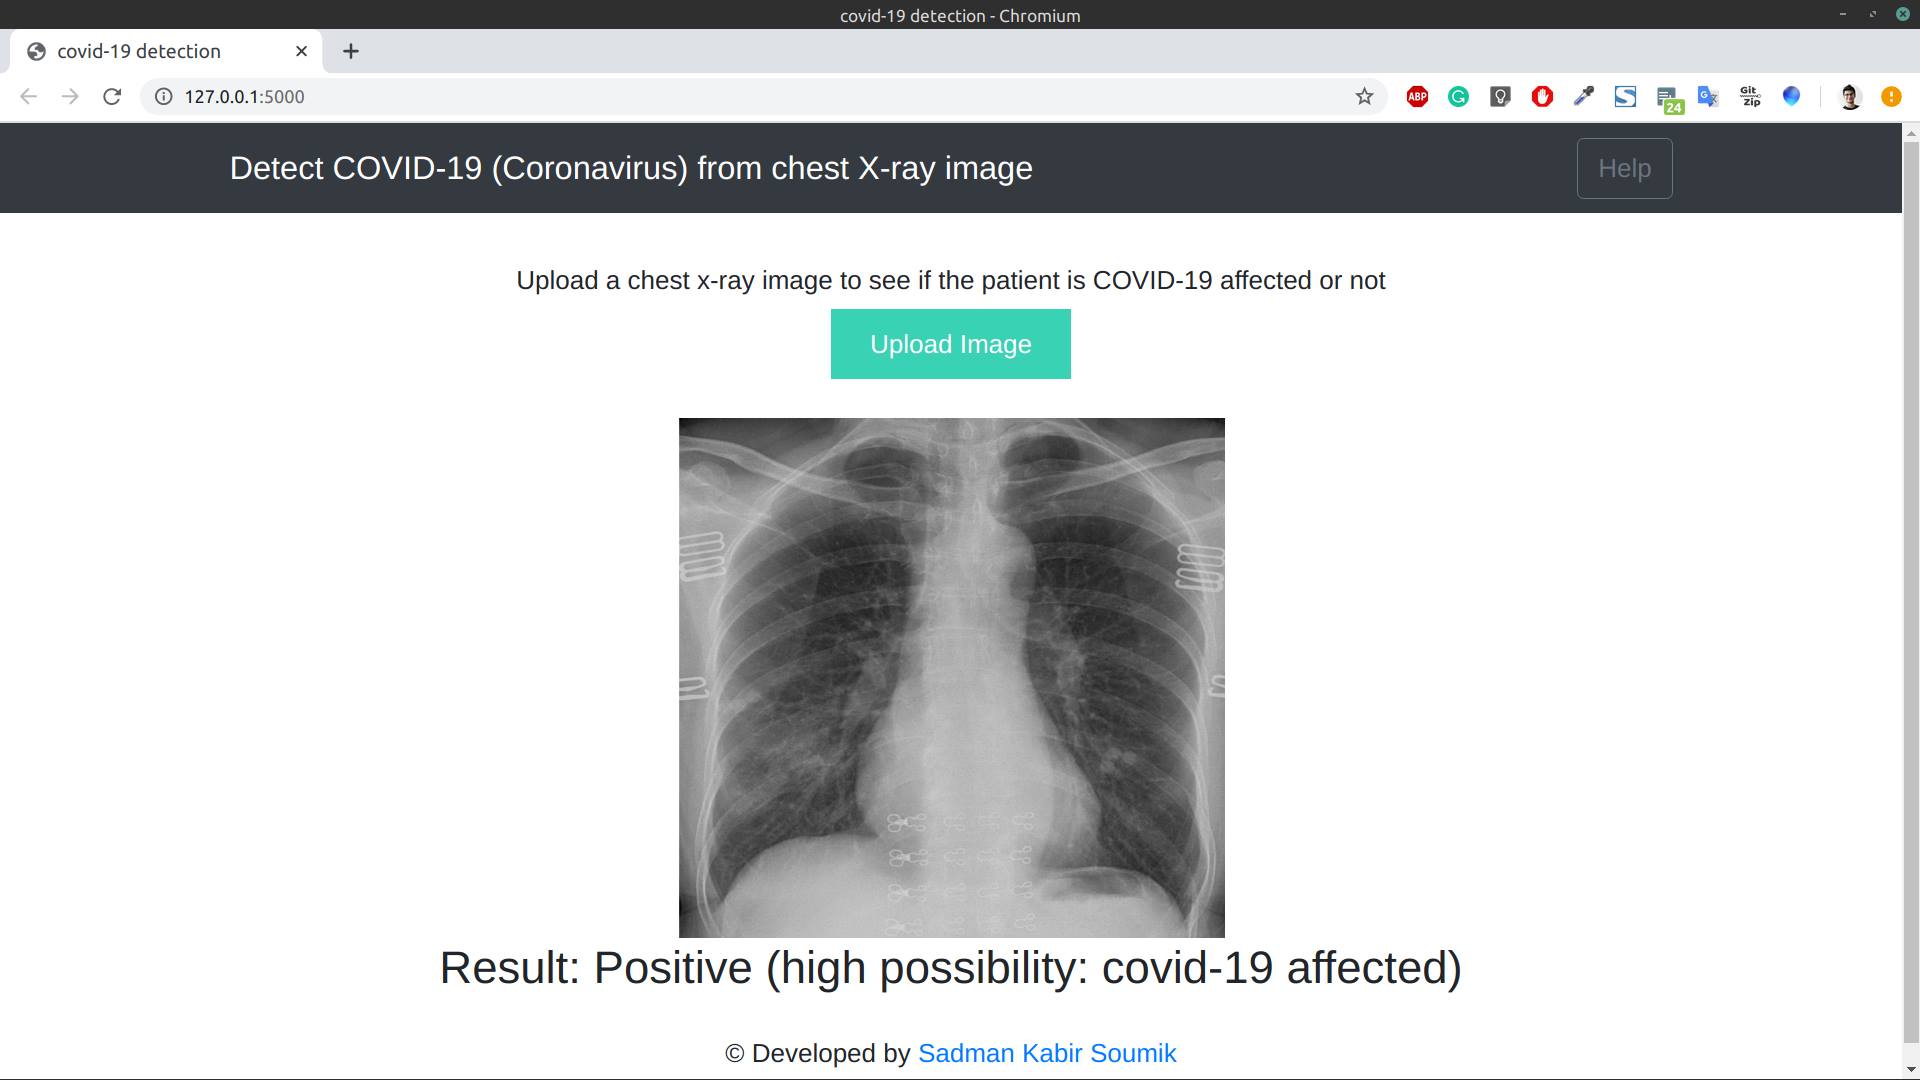 covid-19 detection - Chromium
covid-19 detection
127.0.0.1:5000
ABP
24
Git
Zip
Detect COVID-19 (Coronavirus) from chest X-ray image
Help
Upload a chest x-ray image to see if the patient is COVID-19 affected or not
Upload Image
Result: Positive (high possibility: covid-19 affected)
© Developed by Sadman Kabir Soumik